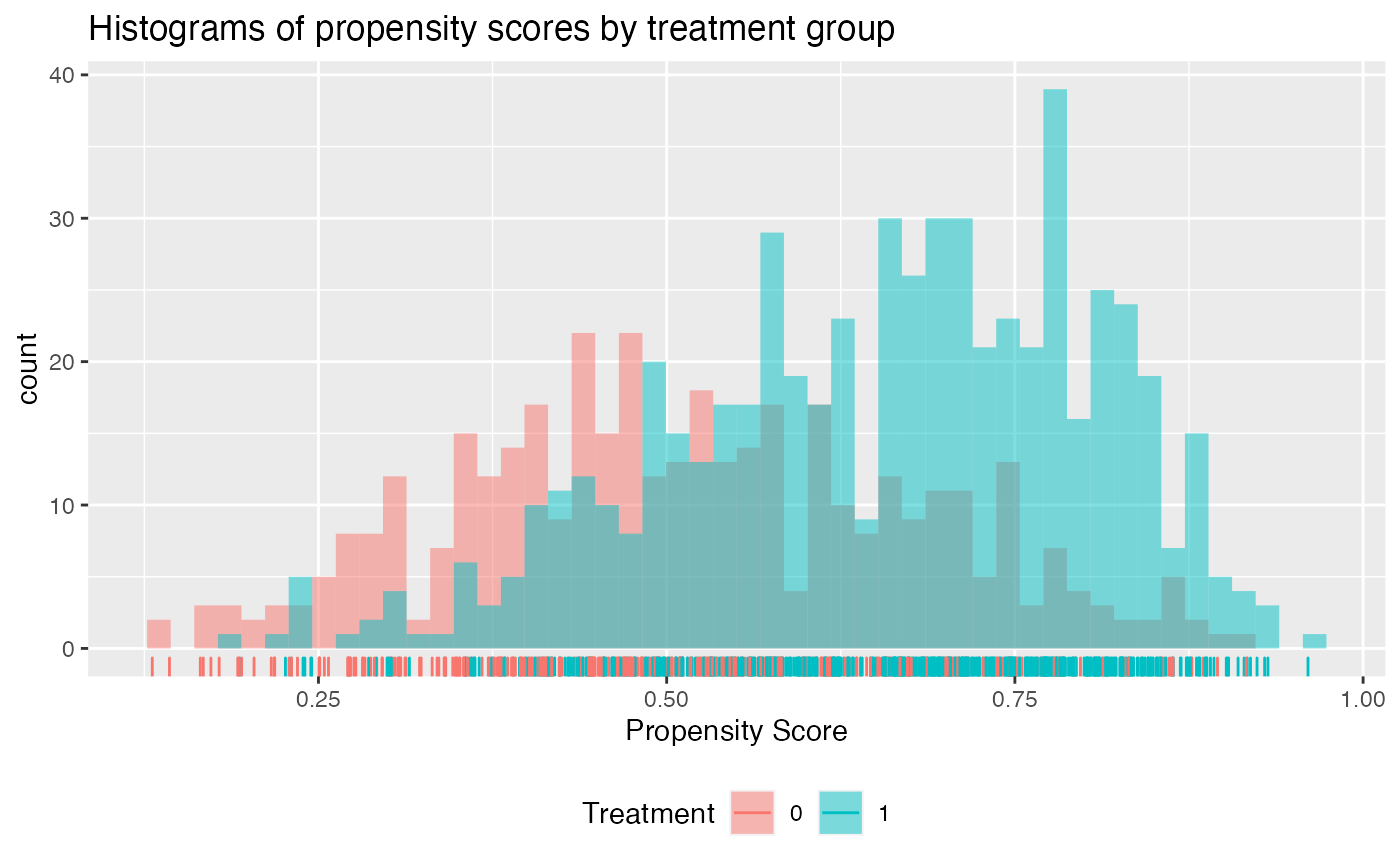 Histograms of propensity scores by treatment group
40
30
20
10
0
count
0.25 0.50 0.75 1.00
Propensity Score
Treatment 0 1